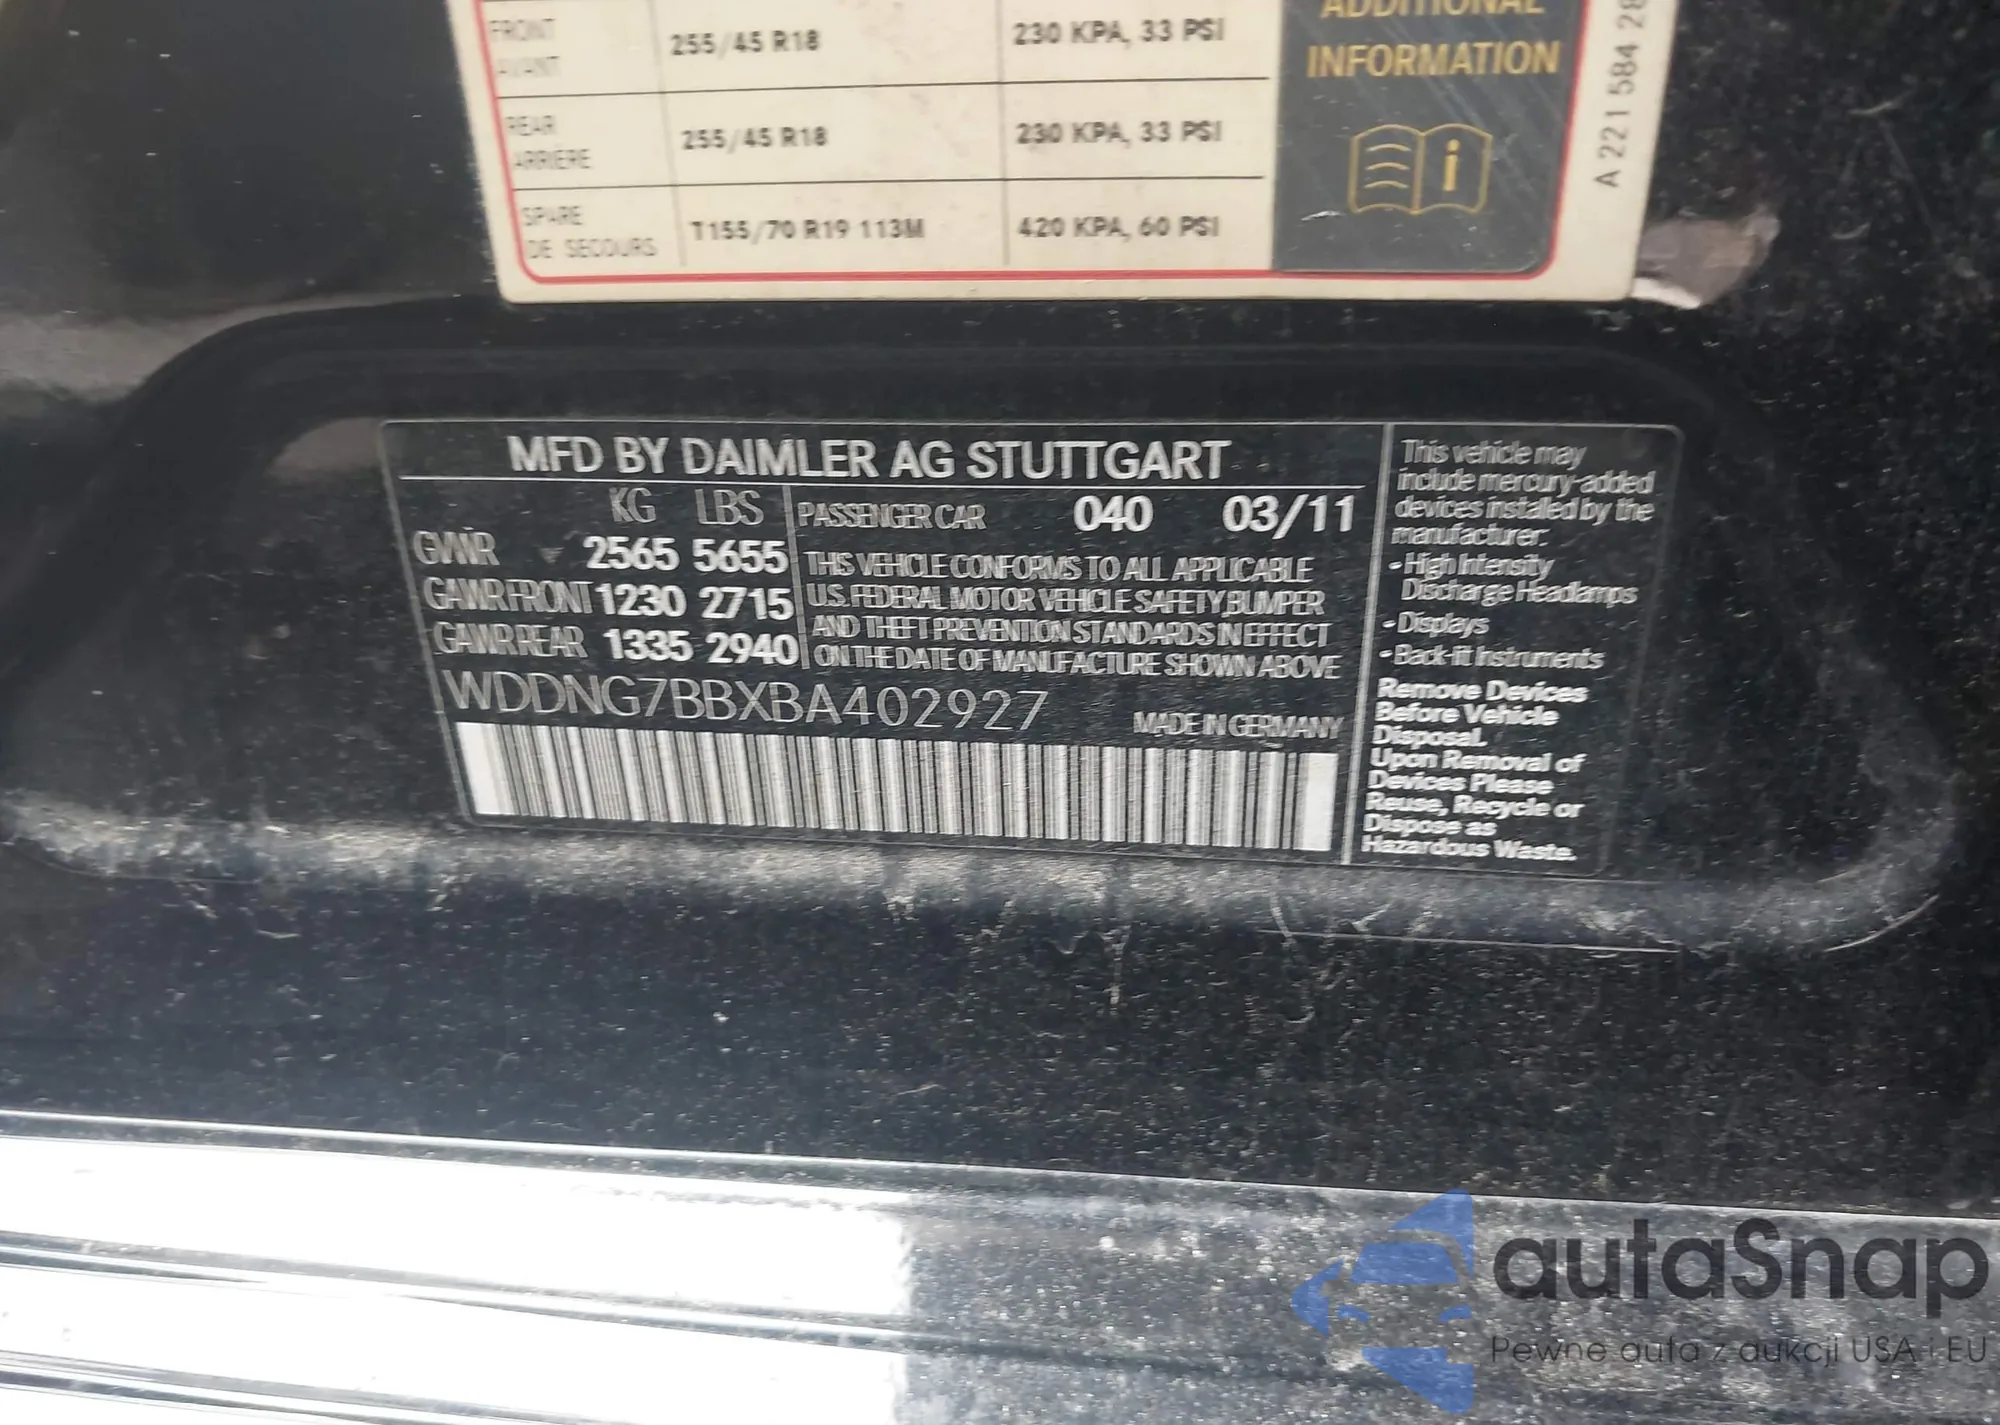 FRONT 255/45 R18 230 KPA, 33 PSI
AVANT
REAR 255/45 R18 230 KPA, 33 PSI
ARRIÈRE
SPARE T155/70 R19 113M 420 KPA, 60 PSI
DE SECOURS
ADDITIONAL
INFORMATION
A 221 584 28
MFD BY DAIMLER AG STUTTGART
KG LBS
GVWR 2565 5655
GAWR FRONT 1230 2715
GAWR REAR 1335 2940
PASSENGER CAR 040 03/11
THIS VEHICLE CONFORMS TO ALL APPLICABLE
U.S. FEDERAL MOTOR VEHICLE SAFETY, BUMPER
AND THEFT PREVENTION STANDARDS IN EFFECT
ON THE DATE OF MANUFACTURE SHOWN ABOVE
WDDNG7BBXBA402927
MADE IN GERMANY
This vehicle may
include mercury-added
devices installed by the
manufacturer:
- High Intensity
Discharge Headlamps
- Displays
- Back-lit Instruments
Remove Devices
Before Vehicle
Disposal.
Upon Removal of
Devices Please
Reuse, Recycle or
Dispose as
Hazardous Waste.
autaSnap
Pewne auta z aukcji USA i EU